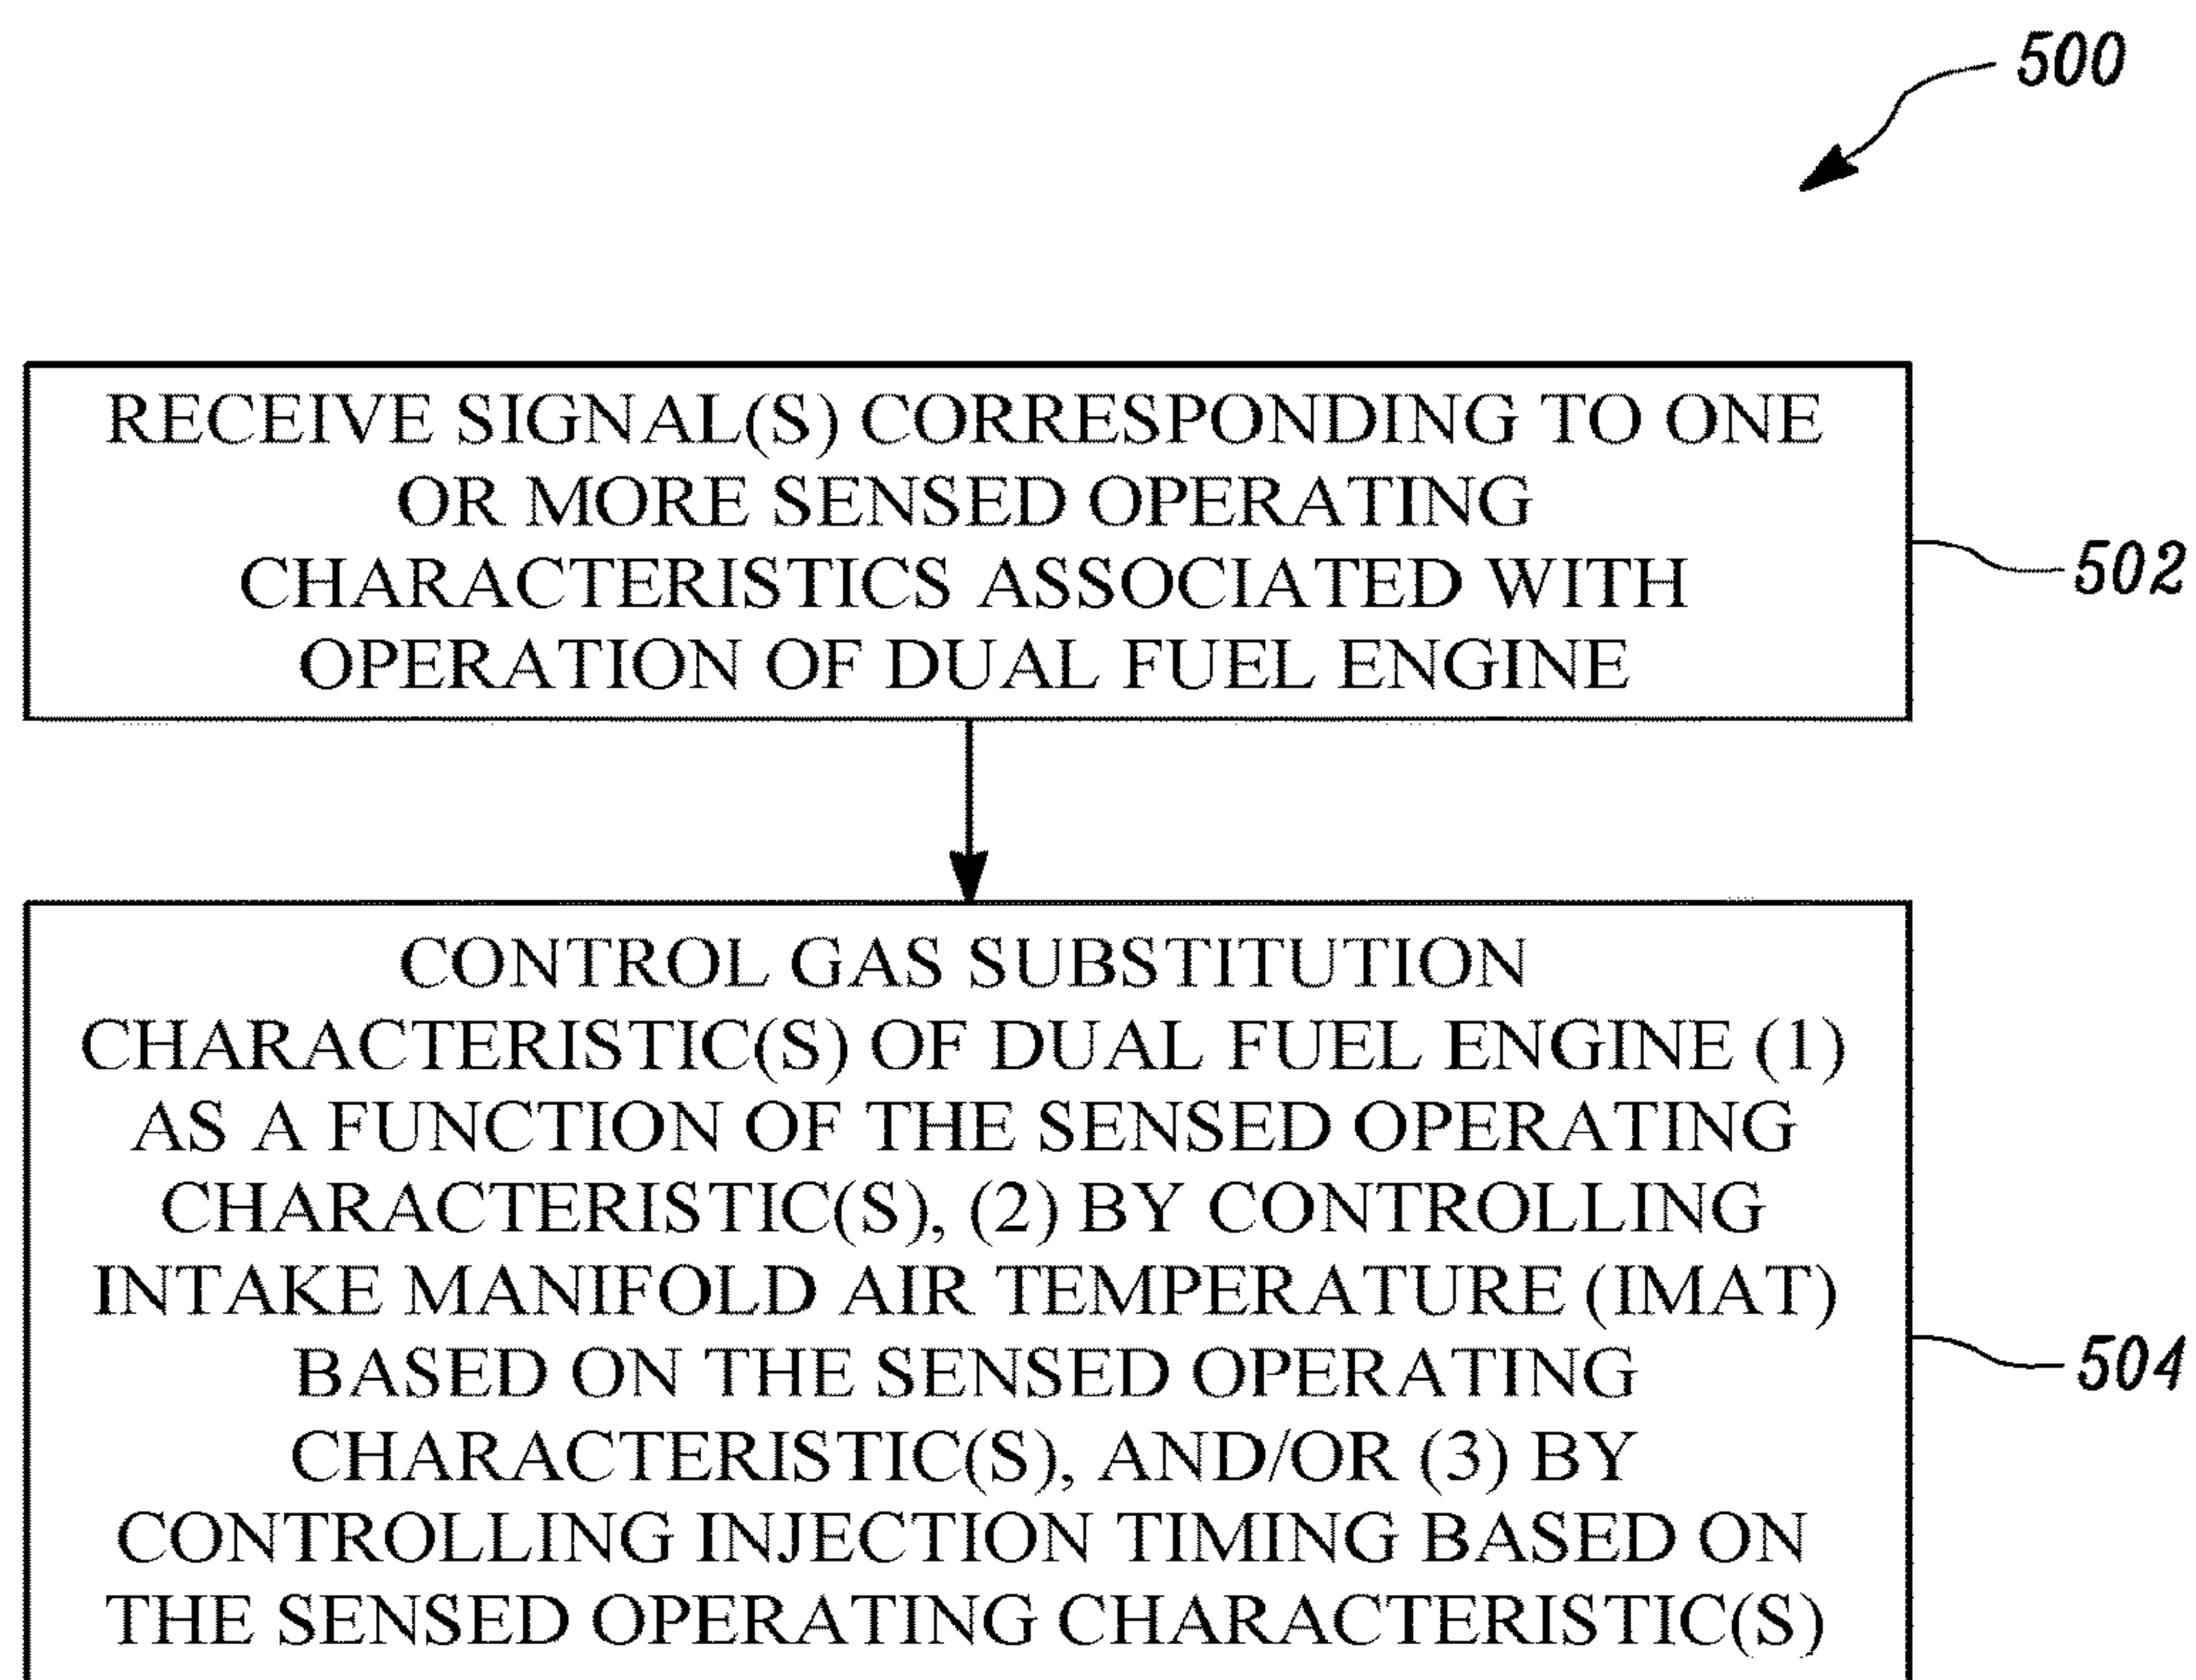 500
RECEIVE SIGNAL(S) CORRESPONDING TO ONE
OR MORE SENSED OPERATING
CHARACTERISTICS ASSOCIATED WITH
OPERATION OF DUAL FUEL ENGINE
502
CONTROL GAS SUBSTITUTION
CHARACTERISTIC(S) OF DUAL FUEL ENGINE (1)
AS A FUNCTION OF THE SENSED OPERATING
CHARACTERISTIC(S), (2) BY CONTROLLING
INTAKE MANIFOLD AIR TEMPERATURE (IMAT)
BASED ON THE SENSED OPERATING
CHARACTERISTIC(S), AND/OR (3) BY
CONTROLLING INJECTION TIMING BASED ON
THE SENSED OPERATING CHARACTERISTIC(S)
504